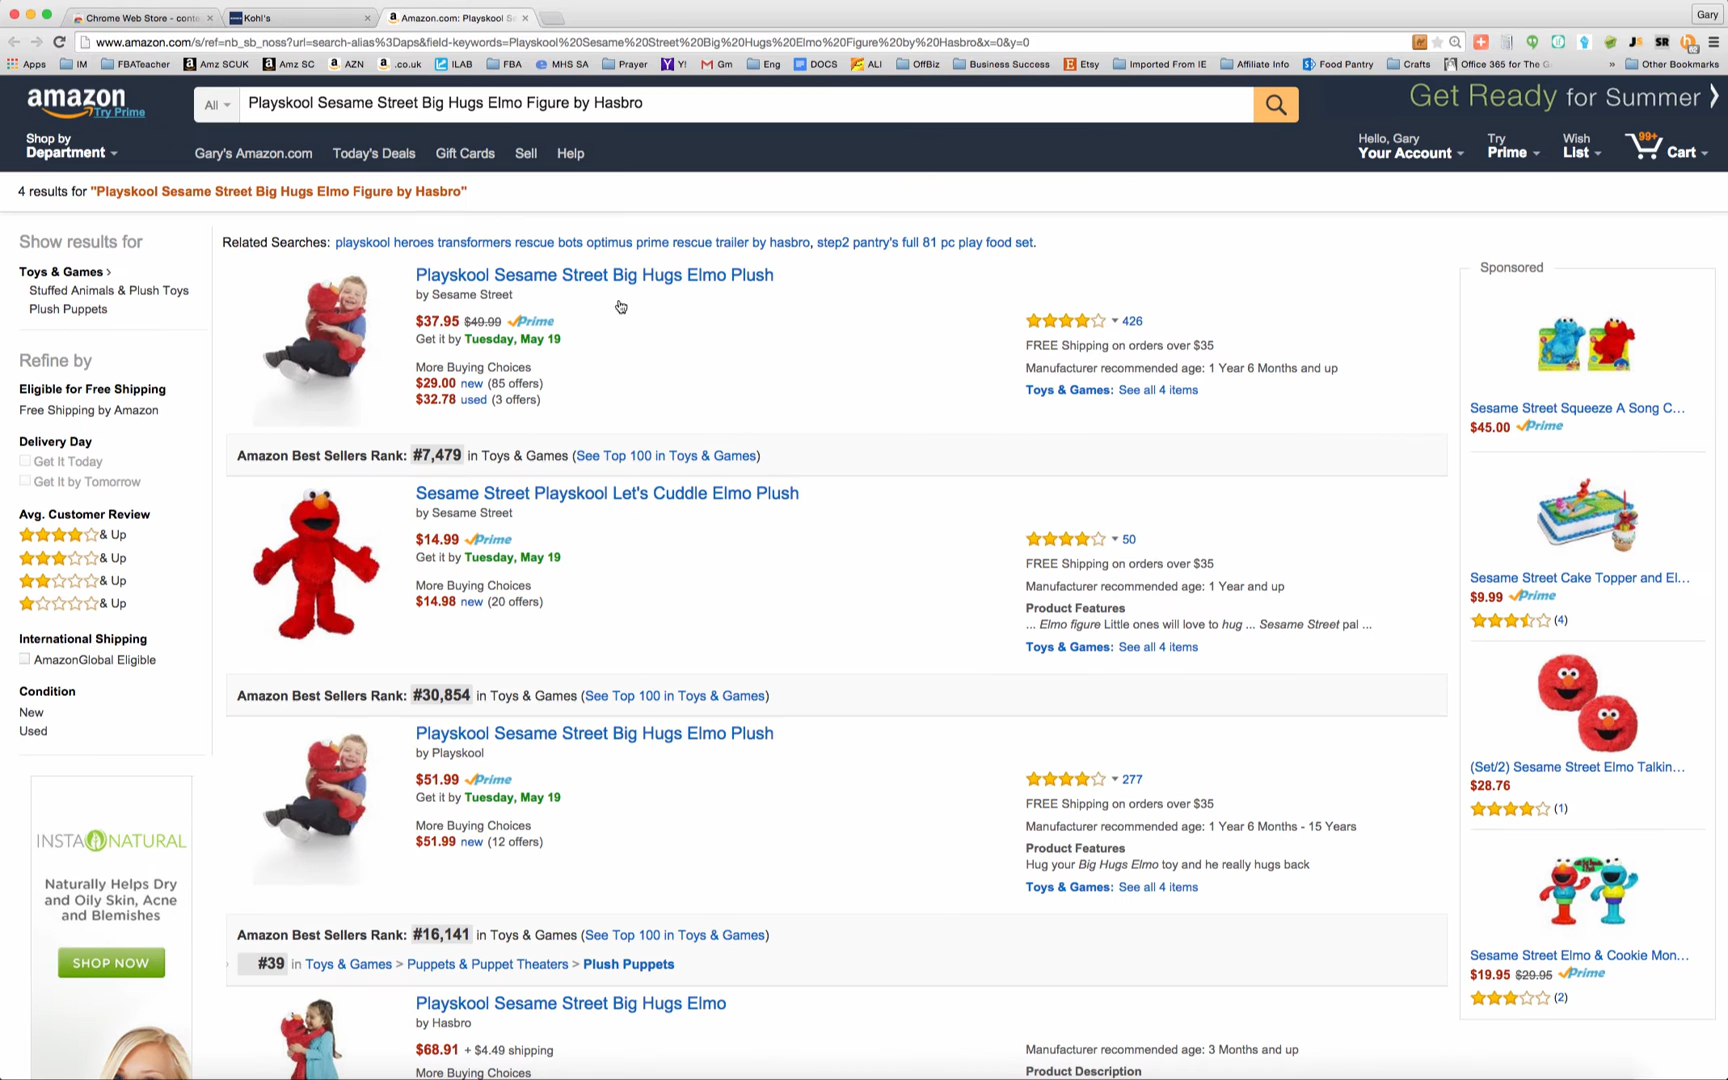 Chrome Web Store - conte
Kohl's
Amazon.com: Playskool Se
Gary
www.amazon.com/s/ref=nb_sb_noss?url=search-alias%3Daps&field-keywords=Playskool%20Sesame%20Street%20Big%20Hugs%20Elmo%20Figure%20by%20Hasbro&x=0&y=0
Apps IM FBATeacher Amz SCUK Amz SC AZN .co.uk ILAB FBA MHS SA Prayer Y! Gm Eng DOCS ALI OffBiz Business Success Etsy Imported From IE Affiliate Info Food Pantry Crafts Office 365 for The G » Other Bookmarks
amazon
Try Prime
All
Playskool Sesame Street Big Hugs Elmo Figure by Hasbro
Get Ready for Summer
Shop by
Department
Gary's Amazon.com Today's Deals Gift Cards Sell Help
Hello, Gary
Your Account
Try
Prime
Wish
List
99+
Cart
4 results for "Playskool Sesame Street Big Hugs Elmo Figure by Hasbro"
Show results for
Toys & Games ›
Stuffed Animals & Plush Toys
Plush Puppets
Refine by
Eligible for Free Shipping
Free Shipping by Amazon
Delivery Day
Get It Today
Get It by Tomorrow
Avg. Customer Review
& Up
& Up
& Up
& Up
International Shipping
AmazonGlobal Eligible
Condition
New
Used
INSTANATURAL
Naturally Helps Dry
and Oily Skin, Acne
and Blemishes
SHOP NOW
Related Searches: playskool heroes transformers rescue bots optimus prime rescue trailer by hasbro, step2 pantry's full 81 pc play food set.
Playskool Sesame Street Big Hugs Elmo Plush
by Sesame Street
$37.95 $49.99 Prime
Get it by Tuesday, May 19
More Buying Choices
$29.00 new (85 offers)
$32.78 used (3 offers)
426
FREE Shipping on orders over $35
Manufacturer recommended age: 1 Year 6 Months and up
Toys & Games: See all 4 items
Amazon Best Sellers Rank: #7,479 in Toys & Games (See Top 100 in Toys & Games)
Sesame Street Playskool Let's Cuddle Elmo Plush
by Sesame Street
$14.99 Prime
Get it by Tuesday, May 19
More Buying Choices
$14.98 new (20 offers)
50
FREE Shipping on orders over $35
Manufacturer recommended age: 1 Year and up
Product Features
... Elmo figure Little ones will love to hug ... Sesame Street pal ...
Toys & Games: See all 4 items
Amazon Best Sellers Rank: #30,854 in Toys & Games (See Top 100 in Toys & Games)
Playskool Sesame Street Big Hugs Elmo Plush
by Playskool
$51.99 Prime
Get it by Tuesday, May 19
More Buying Choices
$51.99 new (12 offers)
277
FREE Shipping on orders over $35
Manufacturer recommended age: 1 Year 6 Months - 15 Years
Product Features
Hug your Big Hugs Elmo toy and he really hugs back
Toys & Games: See all 4 items
Amazon Best Sellers Rank: #16,141 in Toys & Games (See Top 100 in Toys & Games)
#39 in Toys & Games > Puppets & Puppet Theaters > Plush Puppets
Playskool Sesame Street Big Hugs Elmo
by Hasbro
$68.91 + $4.49 shipping
More Buying Choices
Manufacturer recommended age: 3 Months and up
Product Description
Sponsored
Sesame Street Squeeze A Song C...
$45.00 Prime
Sesame Street Cake Topper and El...
$9.99 Prime
(4)
(Set/2) Sesame Street Elmo Talkin...
$28.76
(1)
Sesame Street Elmo & Cookie Mon...
$19.95 $29.95 Prime
(2)